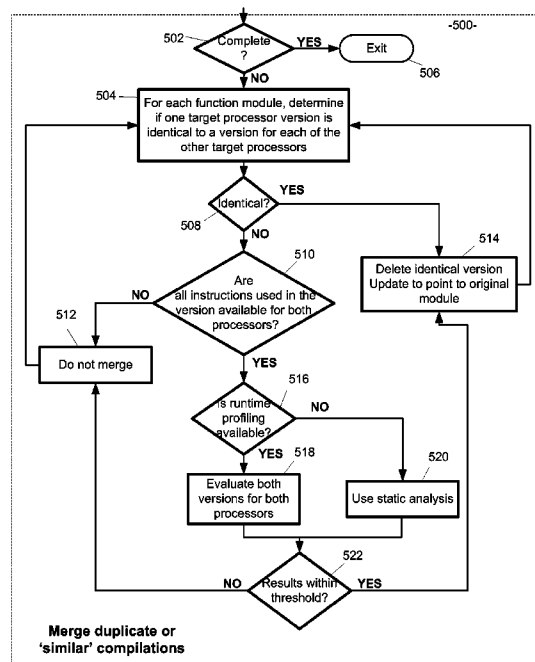 -500-
502
Complete
?
YES
Exit
506
NO
504
For each function module, determine
if one target processor version is
identical to a version for each of the
other target processors
Identical?
YES
508
NO
510
514
Are
all instructions used in the
version available for both
processors?
NO
Delete identical version
Update to point to original
module
512
Do not merge
YES
516
Is runtime
profiling
available?
NO
YES
518
520
Evaluate both
versions for both
processors
Use static analysis
522
Results within
threshold?
NO
YES
Merge duplicate or
'similar' compilations